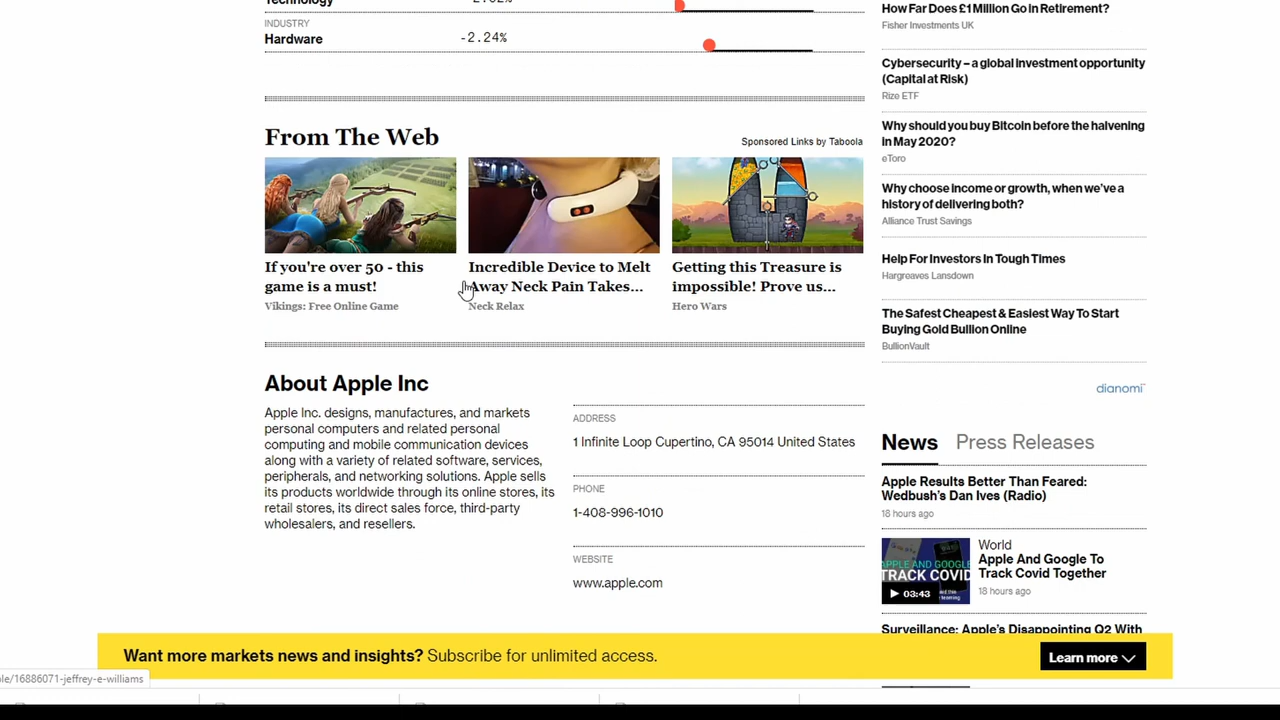 Technology
INDUSTRY
Hardware -2.24%
From The Web
Sponsored Links by Taboola
If you're over 50 - this
game is a must!
Vikings: Free Online Game
Incredible Device to Melt
Away Neck Pain Takes...
Neck Relax
Getting this Treasure is
impossible! Prove us...
Hero Wars
About Apple Inc
Apple Inc. designs, manufactures, and markets
personal computers and related personal
computing and mobile communication devices
along with a variety of related software, services,
peripherals, and networking solutions. Apple sells
its products worldwide through its online stores, its
retail stores, its direct sales force, third-party
wholesalers, and resellers.
ADDRESS
1 Infinite Loop Cupertino, CA 95014 United States
PHONE
1-408-996-1010
WEBSITE
www.apple.com
How Far Does £1 Million Go in Retirement?
Fisher Investments UK
Cybersecurity – a global investment opportunity
(Capital at Risk)
Rize ETF
Why should you buy Bitcoin before the halvening
in May 2020?
eToro
Why choose income or growth, when we've a
history of delivering both?
Alliance Trust Savings
Help For Investors In Tough Times
Hargreaves Lansdown
The Safest Cheapest & Easiest Way To Start
Buying Gold Bullion Online
BullionVault
dianomi
News Press Releases
Apple Results Better Than Feared:
Wedbush's Dan Ives (Radio)
18 hours ago
APPLE AND GOOGLE
TRACK COVID
03:43
World
Apple And Google To
Track Covid Together
18 hours ago
Surveillance: Apple's Disappointing Q2 With
Want more markets news and insights? Subscribe for unlimited access.
Learn more
le/16886071-jeffrey-e-williams